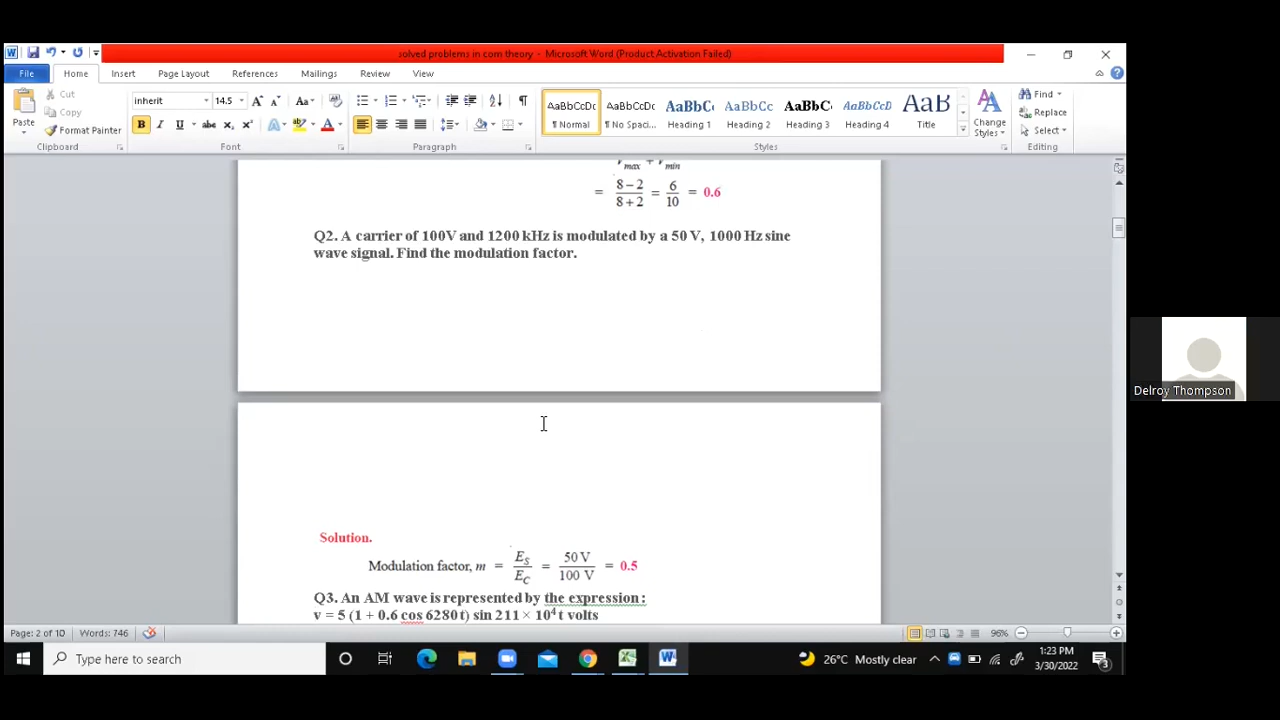 solved problems in com theory - Microsoft Word (Product Activation Failed)
File Home Insert Page Layout References Mailings Review View
Paste
Cut
Copy
Format Painter
Clipboard
inherit 14.5
Font
Paragraph
AaBbCcDc AaBbCcDc AaBbC AaBbCc AaBbC AaBbCcD AaB
¶ Normal ¶ No Spaci... Heading 1 Heading 2 Heading 3 Heading 4 Title
Change Styles
Styles
Find
Replace
Select
Editing
Vmax + Vmin
= 8 – 2 / 8 + 2 = 6 / 10 = 0.6
Q2. A carrier of 100V and 1200 kHz is modulated by a 50 V, 1000 Hz sine
wave signal. Find the modulation factor.
Solution.
Modulation factor, m = ES / EC = 50 V / 100 V = 0.5
Q3. An AM wave is represented by the expression :
v = 5 (1 + 0.6 cos 6280 t) sin 211 × 10⁴ t volts
Delroy Thompson
Page: 2 of 10 Words: 746 96%
Type here to search
26°C Mostly clear
1:23 PM
3/30/2022
3